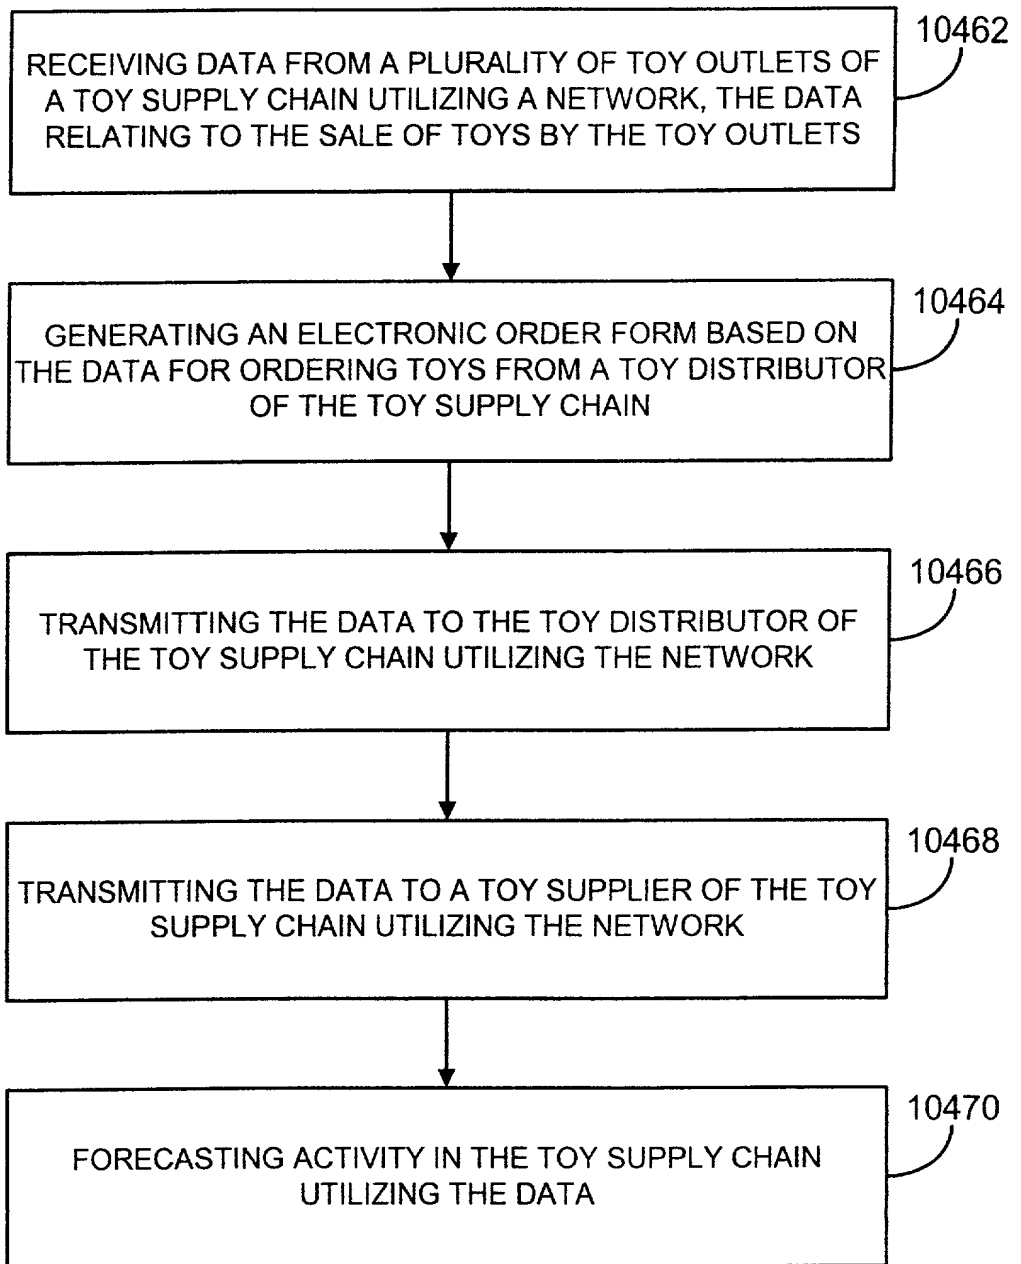 10462
RECEIVING DATA FROM A PLURALITY OF TOY OUTLETS OF
A TOY SUPPLY CHAIN UTILIZING A NETWORK, THE DATA
RELATING TO THE SALE OF TOYS BY THE TOY OUTLETS
10464
GENERATING AN ELECTRONIC ORDER FORM BASED ON
THE DATA FOR ORDERING TOYS FROM A TOY DISTRIBUTOR
OF THE TOY SUPPLY CHAIN
10466
TRANSMITTING THE DATA TO THE TOY DISTRIBUTOR OF
THE TOY SUPPLY CHAIN UTILIZING THE NETWORK
10468
TRANSMITTING THE DATA TO A TOY SUPPLIER OF THE TOY
SUPPLY CHAIN UTILIZING THE NETWORK
10470
FORECASTING ACTIVITY IN THE TOY SUPPLY CHAIN
UTILIZING THE DATA